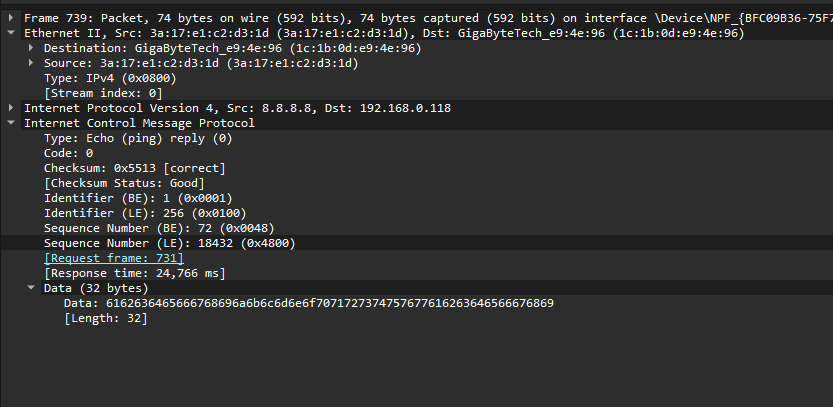 Frame 739: Packet, 74 bytes on wire (592 bits), 74 bytes captured (592 bits) on interface \Device\NPF_{BFC09B36-75F7
Ethernet II, Src: 3a:17:e1:c2:d3:1d (3a:17:e1:c2:d3:1d), Dst: GigaByteTech_e9:4e:96 (1c:1b:0d:e9:4e:96)
Destination: GigaByteTech_e9:4e:96 (1c:1b:0d:e9:4e:96)
Source: 3a:17:e1:c2:d3:1d (3a:17:e1:c2:d3:1d)
Type: IPv4 (0x0800)
[Stream index: 0]
Internet Protocol Version 4, Src: 8.8.8.8, Dst: 192.168.0.118
Internet Control Message Protocol
Type: Echo (ping) reply (0)
Code: 0
Checksum: 0x5513 [correct]
[Checksum Status: Good]
Identifier (BE): 1 (0x0001)
Identifier (LE): 256 (0x0100)
Sequence Number (BE): 72 (0x0048)
Sequence Number (LE): 18432 (0x4800)
[Request frame: 731]
[Response time: 24,766 ms]
Data (32 bytes)
Data: 6162636465666768696a6b6c6d6e6f7071727374757677616263646566676869
[Length: 32]